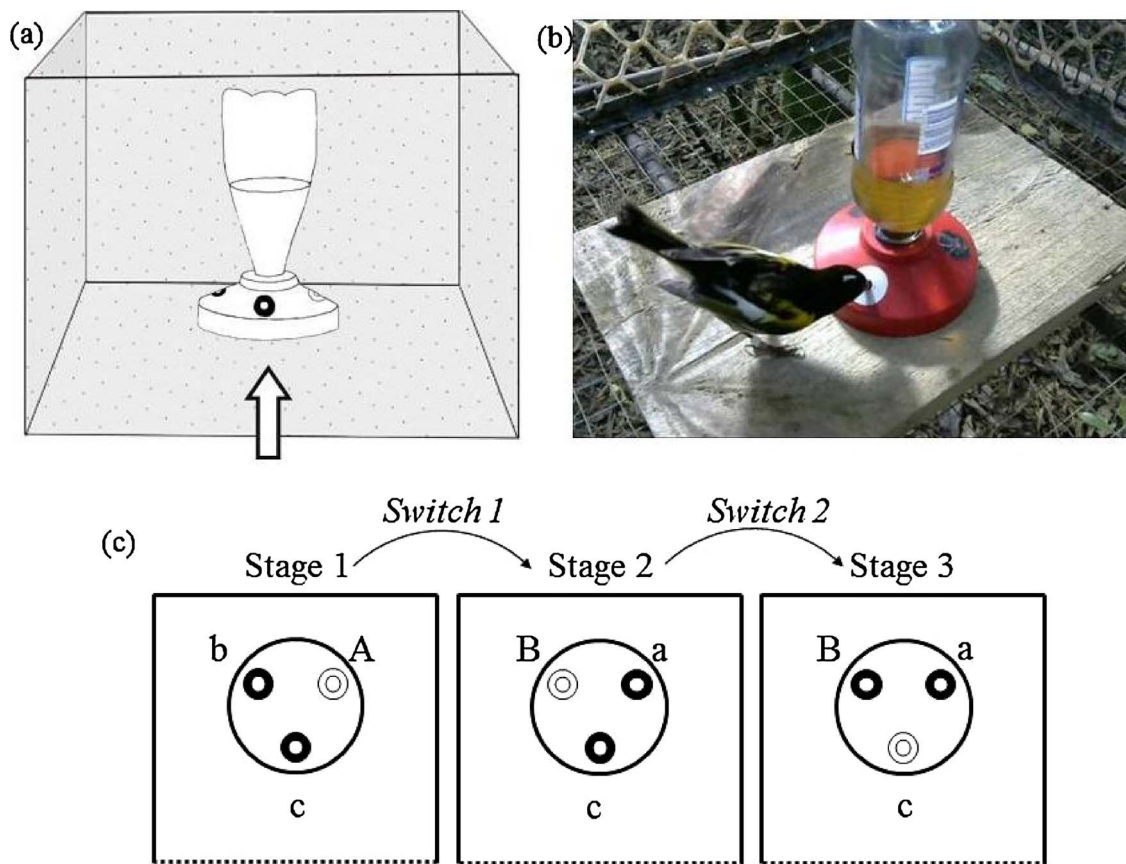 (a)
(b)
(c)
Switch 1
Switch 2
Stage 1
Stage 2
Stage 3
b A
B a
B a
c
c
c